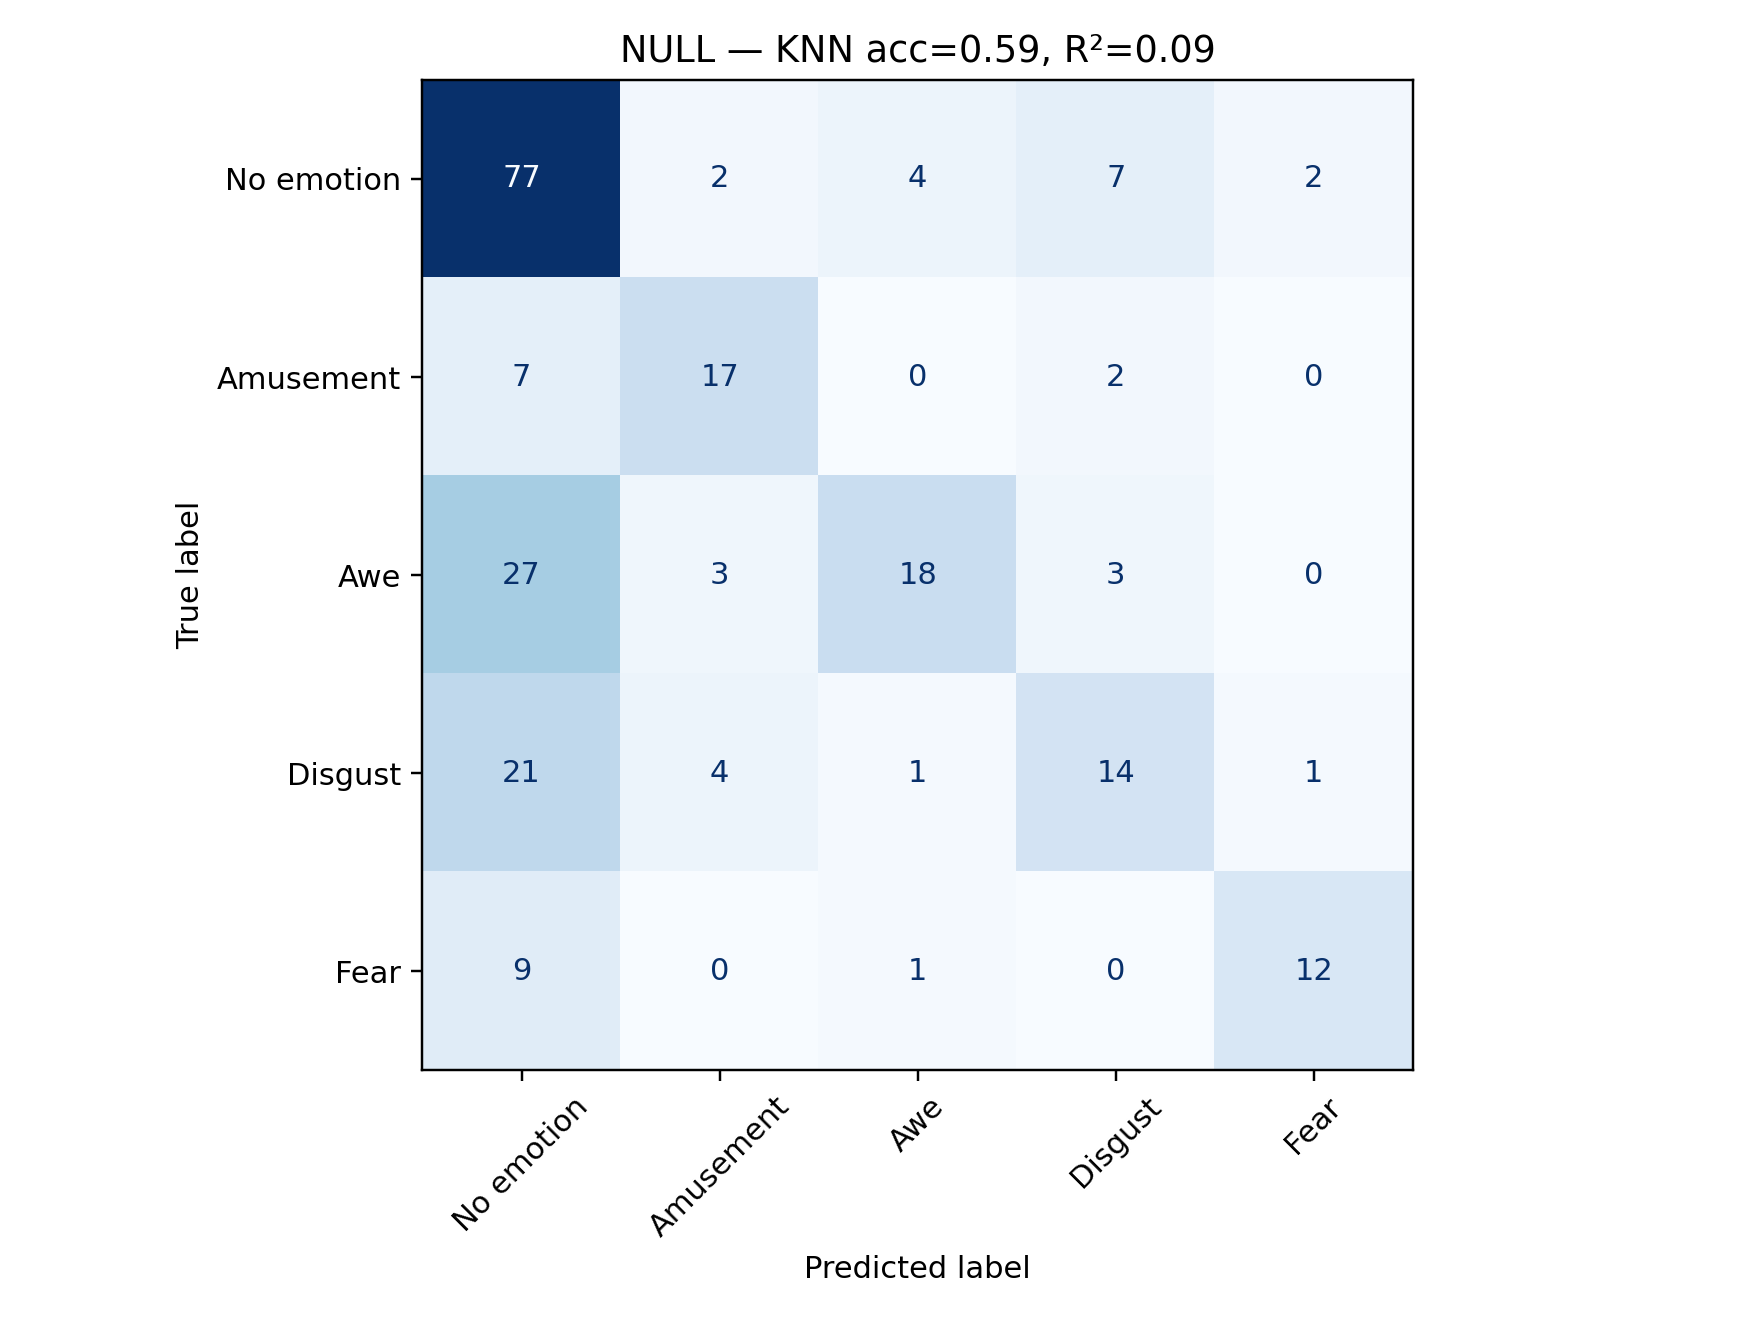 NULL — KNN acc=0.59, R²=0.09
No emotion 77 2 4 7 2
Amusement 7 17 0 2 0
Awe 27 3 18 3 0
Disgust 21 4 1 14 1
Fear 9 0 1 0 12
True label
No emotion Amusement Awe Disgust Fear
Predicted label